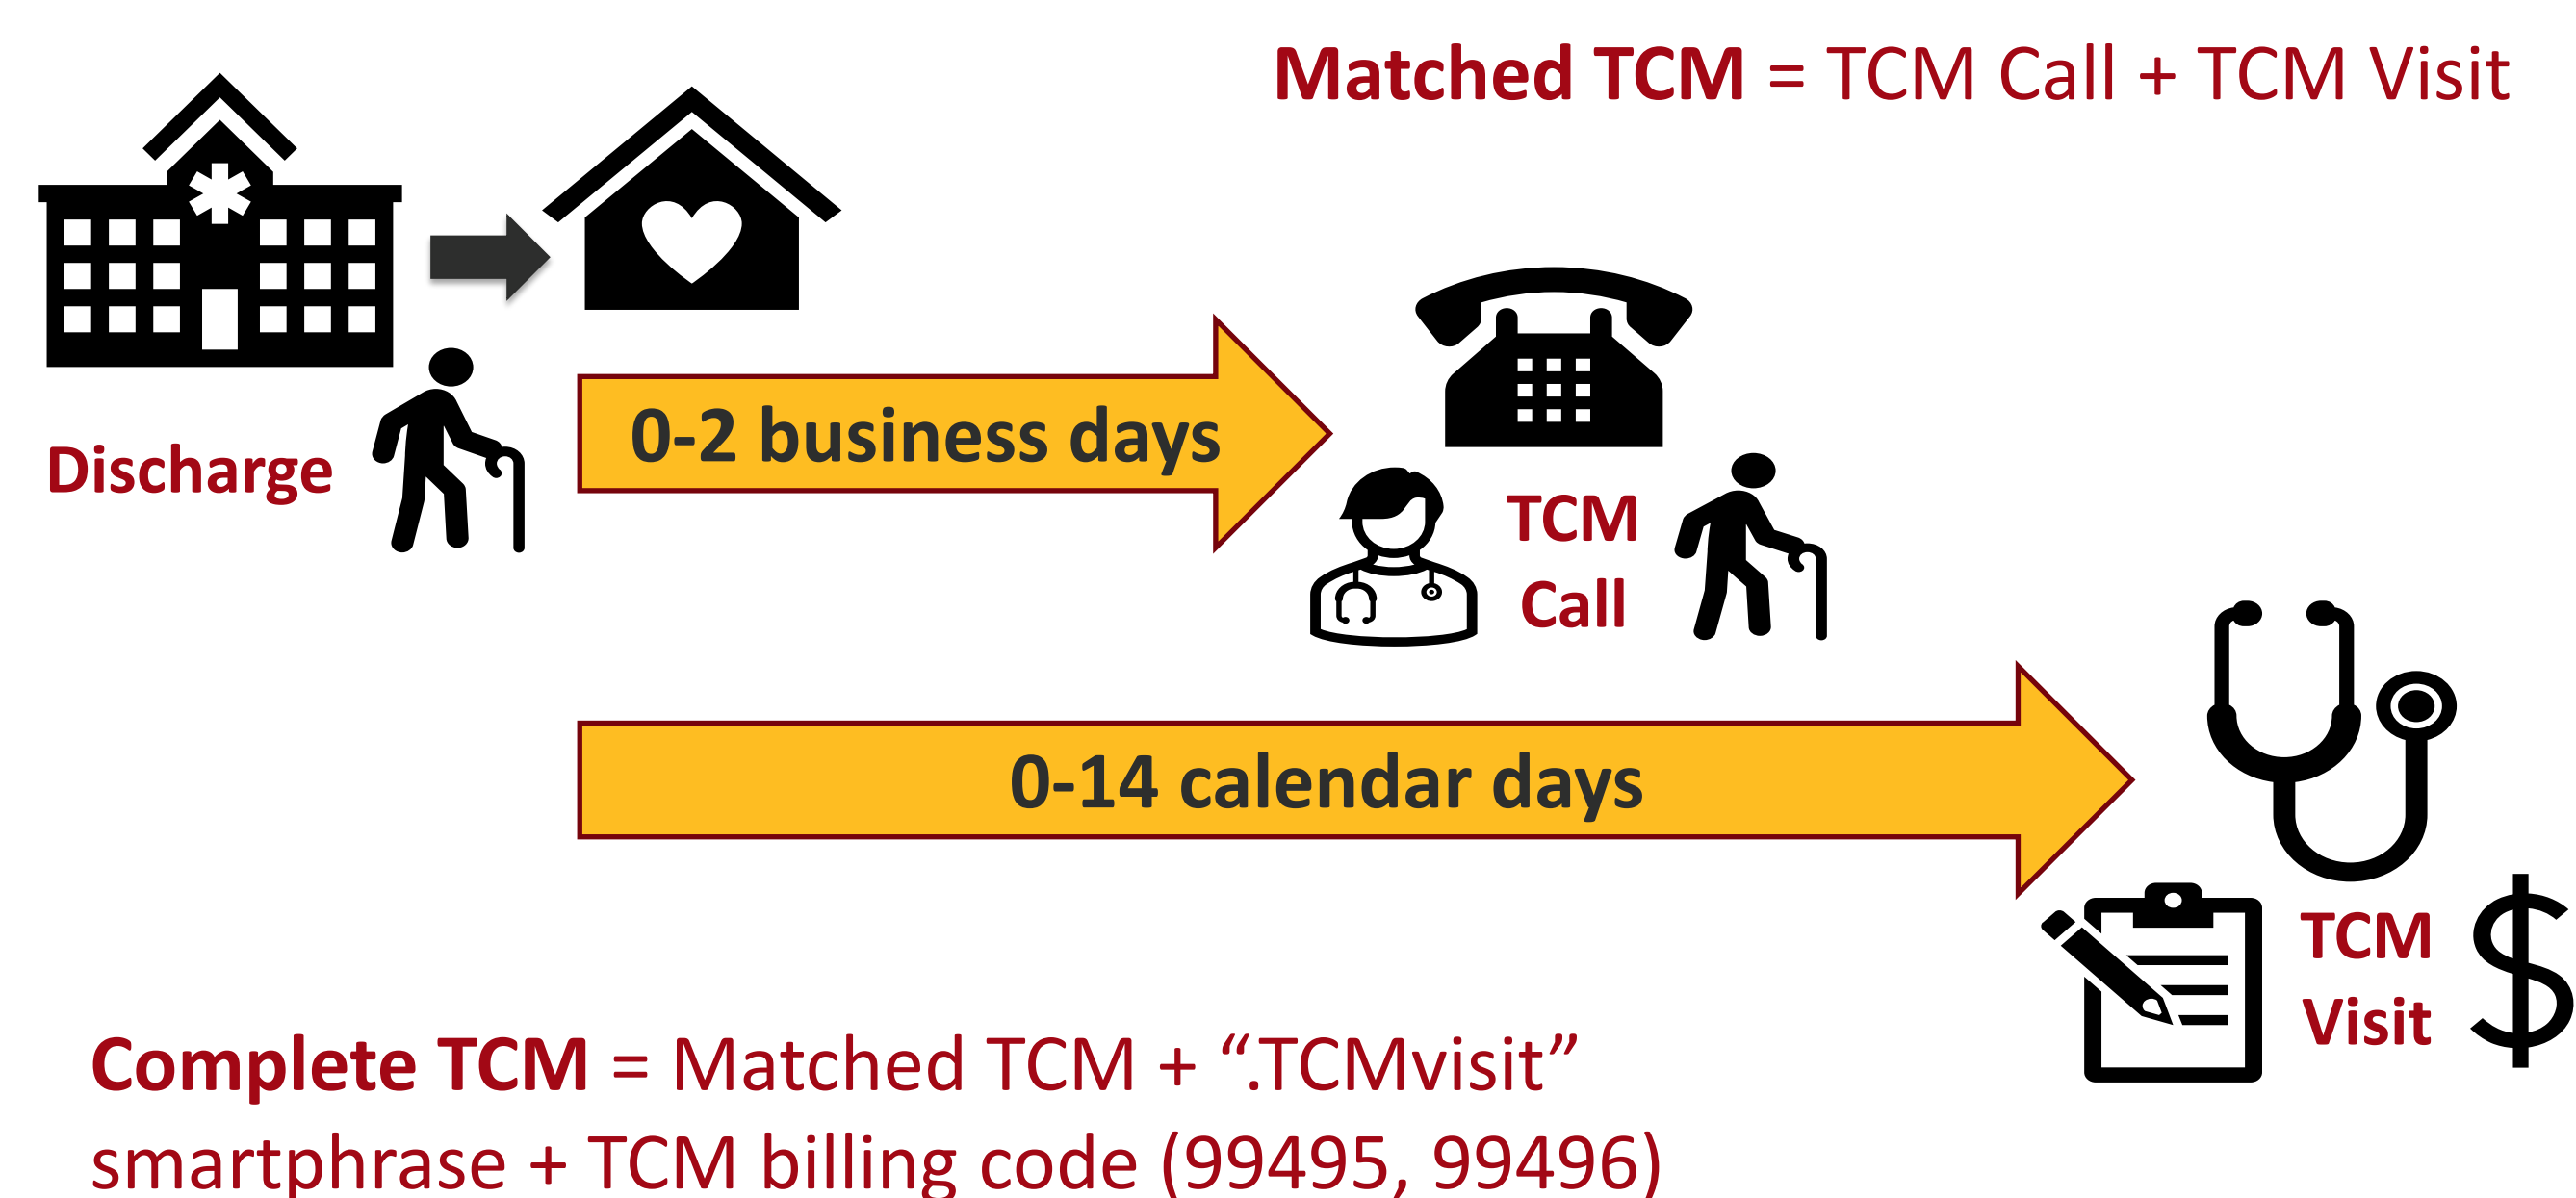 Matched TCM = TCM Call + TCM Visit
Discharge
0-2 business days
TCM
Call
0-14 calendar days
TCM
Visit
Complete TCM = Matched TCM + “.TCMvisit”
smartphrase + TCM billing code (99495, 99496)